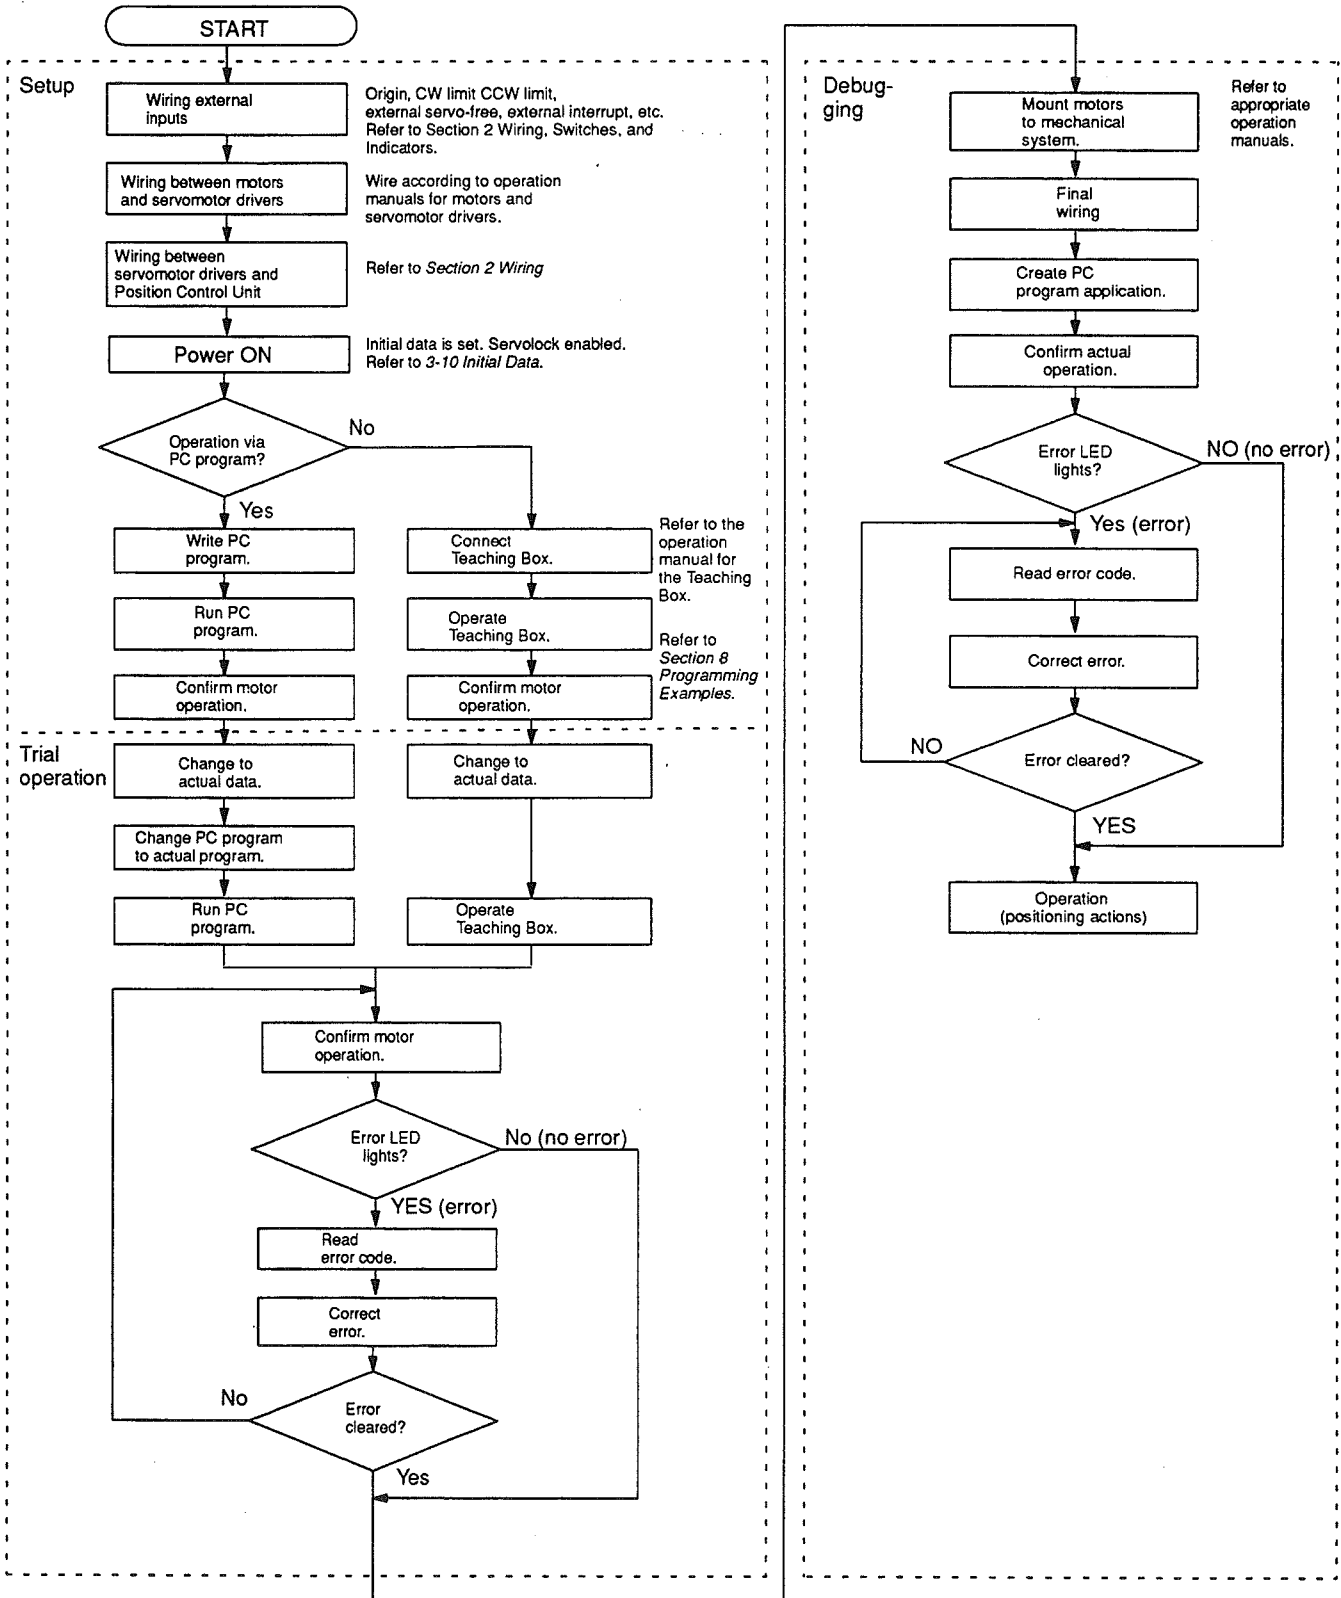 START
Setup
Wiring external
inputs
Origin, CW limit CCW limit,
external servo-free, external interrupt, etc.
Refer to Section 2 Wiring, Switches, and
Indicators.
Wiring between motors
and servomotor drivers
Wire according to operation
manuals for motors and
servomotor drivers.
Wiring between
servomotor drivers and
Position Control Unit
Refer to Section 2 Wiring
Power ON
Initial data is set. Servolock enabled.
Refer to 3-10 Initial Data.
Operation via
PC program?
No
Yes
Write PC
program.
Connect
Teaching Box.
Refer to the
operation
manual for
the Teaching
Box.
Run PC
program.
Operate
Teaching Box.
Refer to
Section 8
Programming
Examples.
Confirm motor
operation.
Confirm motor
operation.
Trial
operation
Change to
actual data.
Change to
actual data.
Change PC program
to actual program.
Run PC
program.
Operate
Teaching Box.
Confirm motor
operation.
Error LED
lights?
No (no error)
YES (error)
Read
error code.
Correct
error.
No
Error
cleared?
Yes
Debug-
ging
Mount motors
to mechanical
system.
Refer to
appropriate
operation
manuals.
Final
wiring
Create PC
program application.
Confirm actual
operation.
Error LED
lights?
NO (no error)
Yes (error)
Read error code.
Correct error.
NO
Error cleared?
YES
Operation
(positioning actions)